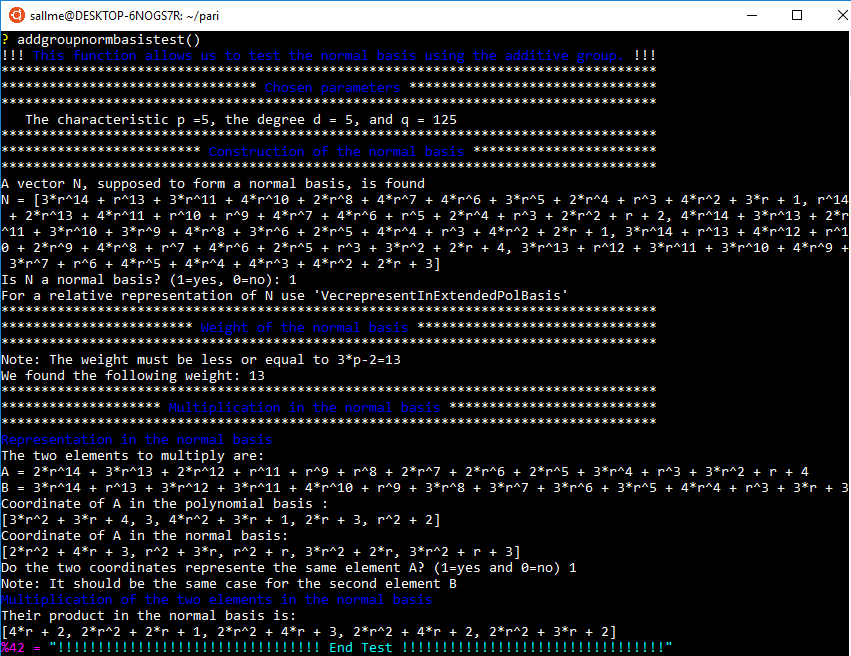 sallme@DESKTOP-6NOGS7R: ~/pari
? addgroupnormbasistest()
!!! This function allows us to test the normal basis using the additive group. !!!
**********************************************************************************
******************************** Chosen parameters *******************************
**********************************************************************************
   The characteristic p =5, the degree d = 5, and q = 125
**********************************************************************************
************************* Construction of the normal basis ***********************
**********************************************************************************
A vector N, supposed to form a normal basis, is found
N = [3*r^14 + r^13 + 3*r^11 + 4*r^10 + 2*r^8 + 4*r^7 + 4*r^6 + 3*r^5 + 2*r^4 + r^3 + 4*r^2 + 3*r + 1, r^14
 + 2*r^13 + 4*r^11 + r^10 + r^9 + 4*r^7 + 4*r^6 + r^5 + 2*r^4 + r^3 + 2*r^2 + r + 2, 4*r^14 + 3*r^13 + 2*r
^11 + 3*r^10 + 3*r^9 + 4*r^8 + 3*r^6 + 2*r^5 + 4*r^4 + r^3 + 4*r^2 + 2*r + 1, 3*r^14 + r^13 + 4*r^12 + r^1
0 + 2*r^9 + 4*r^8 + r^7 + 4*r^6 + 2*r^5 + r^3 + 3*r^2 + 2*r + 4, 3*r^13 + r^12 + 3*r^11 + 3*r^10 + 4*r^9 +
 3*r^7 + r^6 + 4*r^5 + 4*r^4 + 4*r^3 + 4*r^2 + 2*r + 3]
Is N a normal basis? (1=yes, 0=no): 1
For a relative representation of N use 'VecrepresentInExtendedPolBasis'
**********************************************************************************
************************ Weight of the normal basis ******************************
**********************************************************************************
Note: The weight must be less or equal to 3*p-2=13
We found the following weight: 13
**********************************************************************************
******************** Multiplication in the normal basis **************************
**********************************************************************************
Representation in the normal basis
The two elements to multiply are:
A = 2*r^14 + 3*r^13 + 2*r^12 + r^11 + r^9 + r^8 + 2*r^7 + 2*r^6 + 2*r^5 + 3*r^4 + r^3 + 3*r^2 + r + 4
B = 3*r^14 + r^13 + 3*r^12 + 3*r^11 + 4*r^10 + r^9 + 3*r^8 + 3*r^7 + 3*r^6 + 3*r^5 + 4*r^4 + r^3 + 3*r + 3
Coordinate of A in the polynomial basis :
[3*r^2 + 3*r + 4, 3, 4*r^2 + 3*r + 1, 2*r + 3, r^2 + 2]
Coordinate of A in the normal basis:
[2*r^2 + 4*r + 3, r^2 + 3*r, r^2 + r, 3*r^2 + 2*r, 3*r^2 + r + 3]
Do the two coordinates represente the same element A? (1=yes and 0=no) 1
Note: It should be the same case for the second element B
Multiplication of the two elements in the normal basis
Their product in the normal basis is:
[4*r + 2, 2*r^2 + 2*r + 1, 2*r^2 + 4*r + 3, 2*r^2 + 4*r + 2, 2*r^2 + 3*r + 2]
%42 = "!!!!!!!!!!!!!!!!!!!!!!!!!!!!!!!!! End Test !!!!!!!!!!!!!!!!!!!!!!!!!!!!!!!!!"